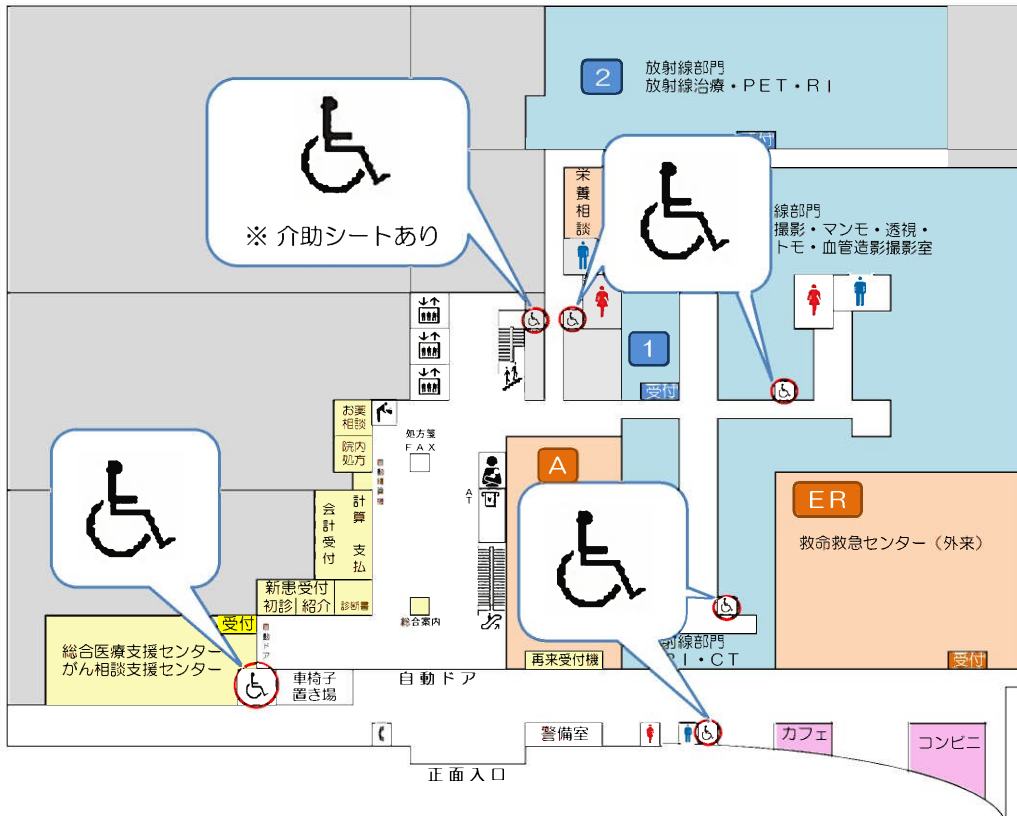 2
放射線部門
放射線治療・PET・RI
受付
※ 介助シートあり
栄養相談
線部門
撮影・マンモ・透視・
トモ・血管造影撮影室
1
受付
お薬
相談
院内
処方
処方箋
FAX
A
AT
ER
救命救急センター（外来）
会計受付
計算 支払
新患受付
初診 紹介
診断書
受付
総合案内
総合医療支援センター
がん相談支援センター
車椅子
置き場
自動ドア
再来受付機
射線部門
RI・CT
受付
警備室
カフェ
コンビニ
正面入口